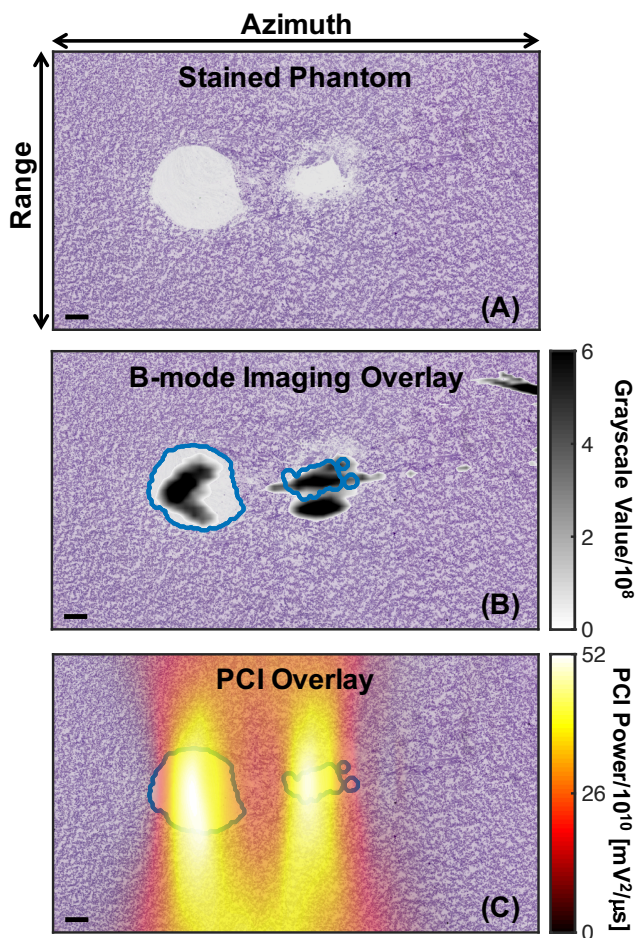 Azimuth
Range
Stained Phantom
(A)
B-mode Imaging Overlay
(B)
6
4
2
0
Grayscale Value/10⁸
PCI Overlay
(C)
52
26
0
PCI Power/10¹⁰ [mV²/µs]